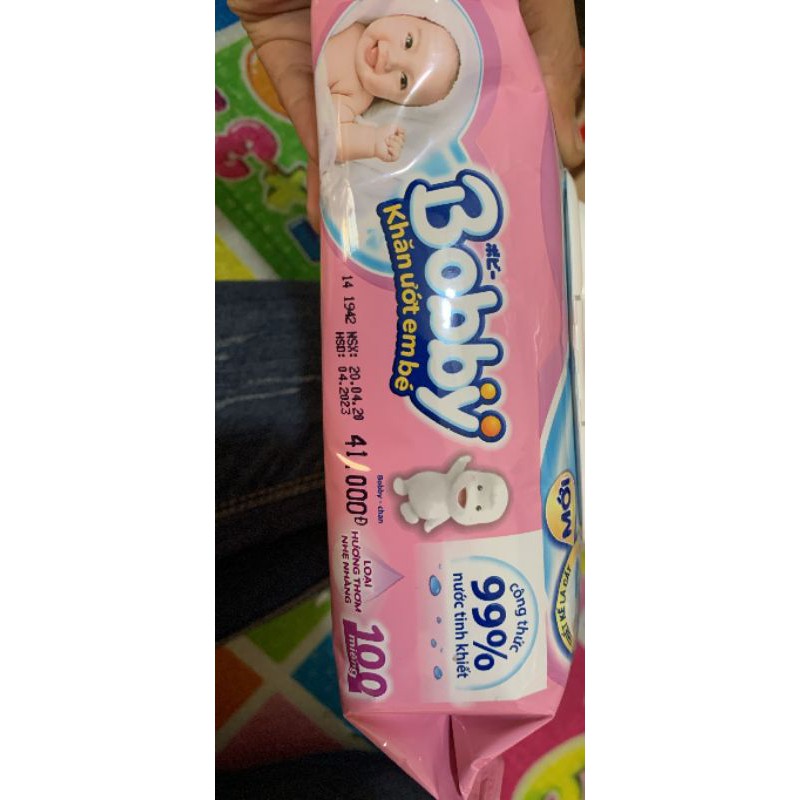 ボビー
Bobby
Khăn ướt em bé
14 1942 MSX: 20.04.20
HSD: 04.2023
41.000Đ
Bobby - chan
LOẠI
HƯƠNG THƠM
NHẸ NHÀNG
100
miếng
công thức
99%
nước tinh khiết
MỚI